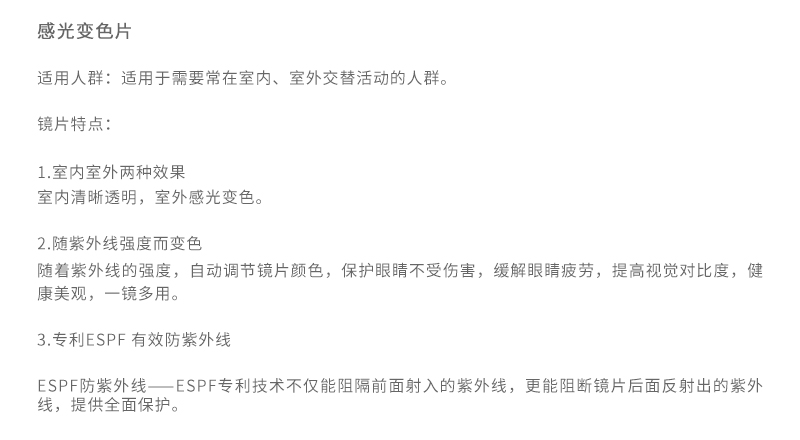 感光变色片
适用人群：适用于需要常在室内、室外交替活动的人群。
镜片特点：
1.室内室外两种效果
室内清晰透明，室外感光变色。
2.随紫外线强度而变色
随着紫外线的强度，自动调节镜片颜色，保护眼睛不受伤害，缓解眼睛疲劳，提高视觉对比度，健
康美观，一镜多用。
3.专利ESPF 有效防紫外线
ESPF防紫外线——ESPF专利技术不仅能阻隔前面射入的紫外线，更能阻断镜片后面反射出的紫外
线，提供全面保护。